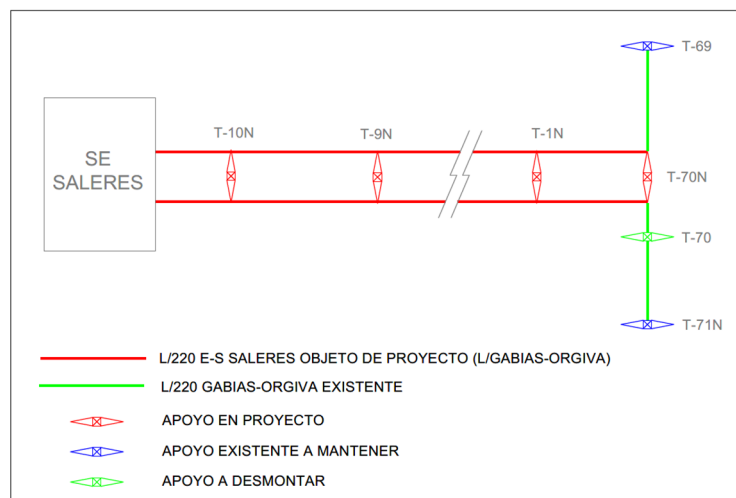 T-69
T-10N
T-9N
T-1N
SE
SALERES
T-70N
T-70
T-71N
L/220 E-S SALERES OBJETO DE PROYECTO (L/GABIAS-ORGIVA)
L/220 GABIAS-ORGIVA EXISTENTE
APOYO EN PROYECTO
APOYO EXISTENTE A MANTENER
APOYO A DESMONTAR